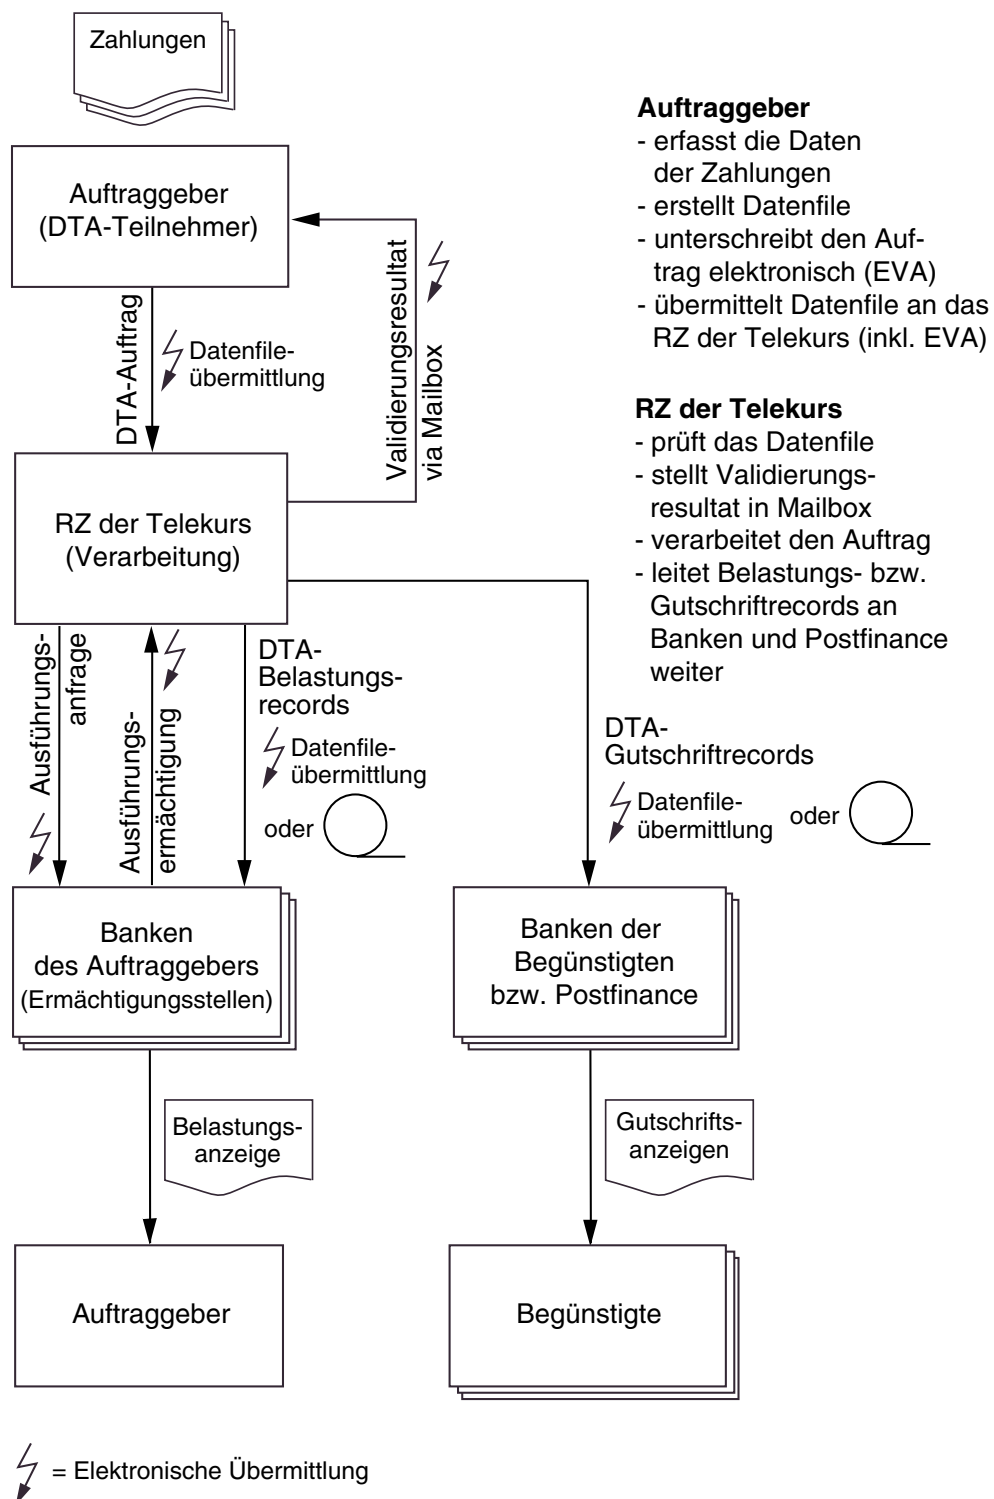 Zahlungen
Auftraggeber
(DTA-Teilnehmer)
DTA-Auftrag
Datenfile-
übermittlung
Validierungsresultat
via Mailbox
Auftraggeber
- erfasst die Daten
der Zahlungen
- erstellt Datenfile
- unterschreibt den Auf-
trag elektronisch (EVA)
- übermittelt Datenfile an das
RZ der Telekurs (inkl. EVA)
RZ der Telekurs
- prüft das Datenfile
- stellt Validierungs-
resultat in Mailbox
- verarbeitet den Auftrag
- leitet Belastungs- bzw.
Gutschriftrecords an
Banken und Postfinance
weiter
RZ der Telekurs
(Verarbeitung)
Ausführungs-
anfrage
Ausführungs-
ermächtigung
DTA-
Belastungs-
records
Datenfile-
übermittlung
oder
DTA-
Gutschriftrecords
Datenfile-
übermittlung
oder
Banken
des Auftraggebers
(Ermächtigungsstellen)
Banken der
Begünstigten
bzw. Postfinance
Belastungs-
anzeige
Gutschrifts-
anzeigen
Auftraggeber
Begünstigte
= Elektronische Übermittlung